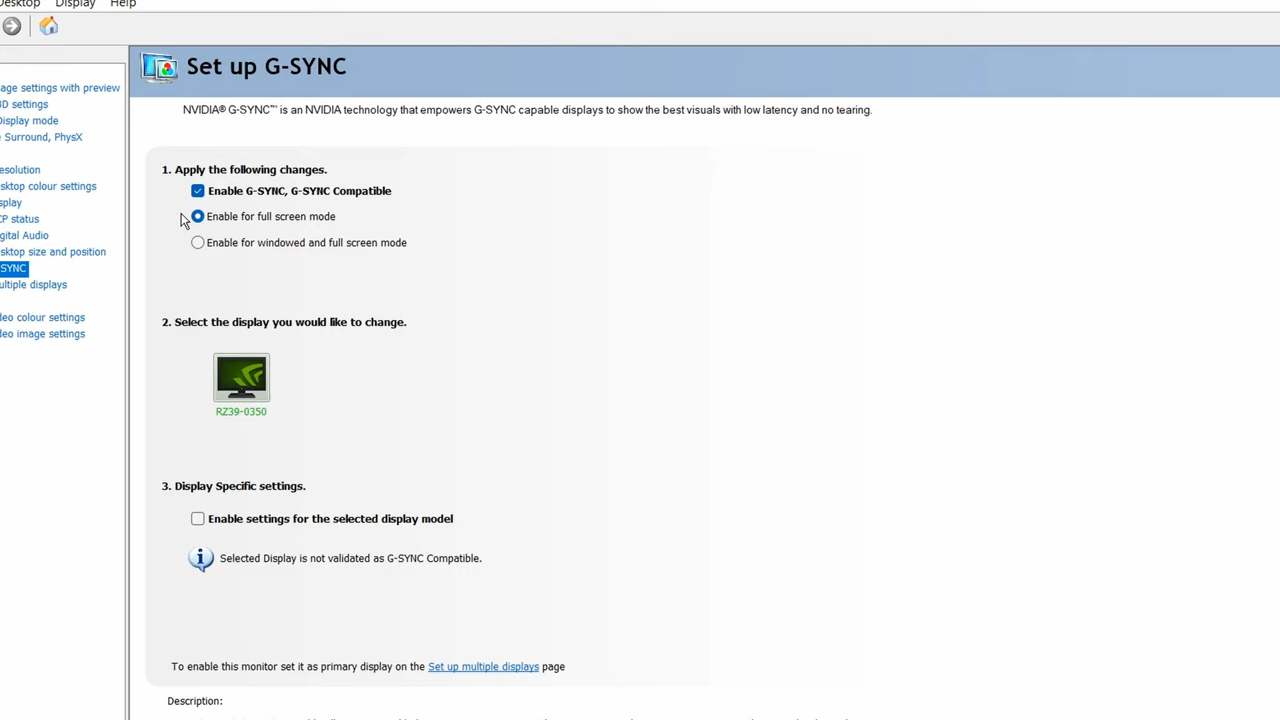 Desktop Display Help
Set up G-SYNC
NVIDIA® G-SYNC™ is an NVIDIA technology that empowers G-SYNC capable displays to show the best visuals with low latency and no tearing.
age settings with preview
3D settings
Display mode
e Surround, PhysX
esolution
sktop colour settings
splay
CP status
gital Audio
sktop size and position
-SYNC
ultiple displays
deo colour settings
deo image settings
1. Apply the following changes.
Enable G-SYNC, G-SYNC Compatible
Enable for full screen mode
Enable for windowed and full screen mode
2. Select the display you would like to change.
RZ39-0350
3. Display Specific settings.
Enable settings for the selected display model
Selected Display is not validated as G-SYNC Compatible.
To enable this monitor set it as primary display on the Set up multiple displays page
Description: